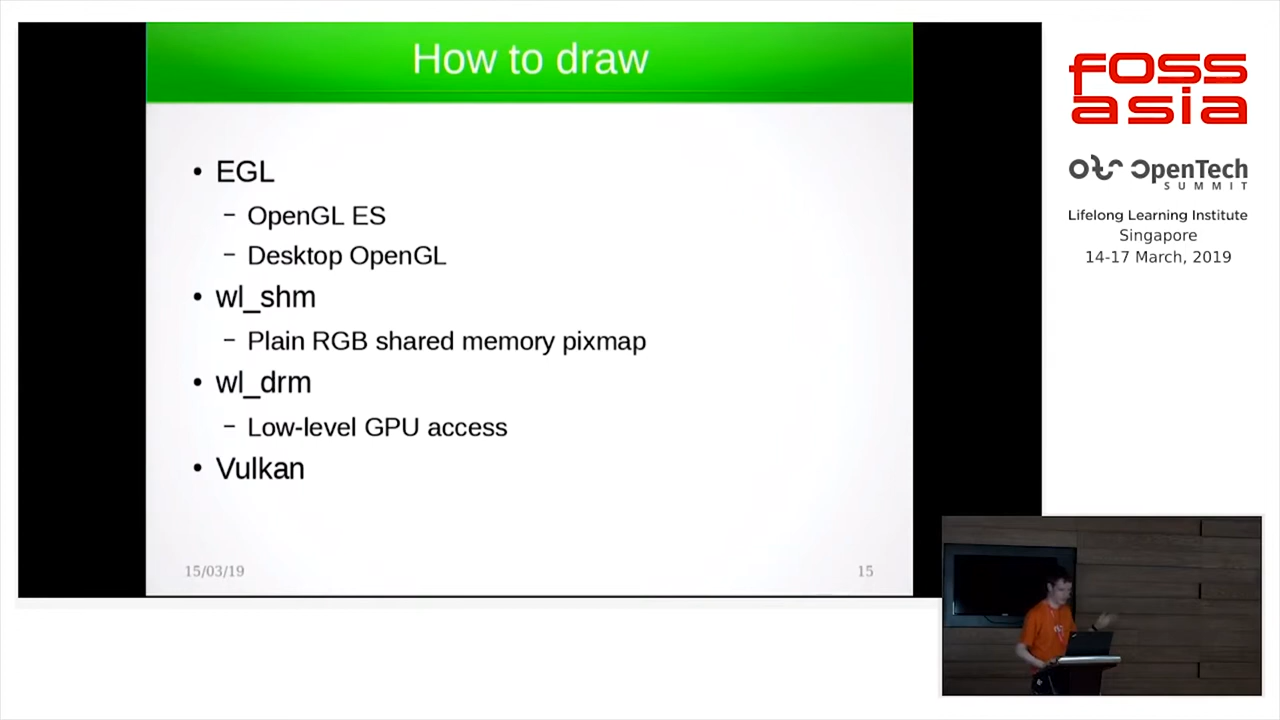 How to draw
• EGL
– OpenGL ES
– Desktop OpenGL
• wl_shm
– Plain RGB shared memory pixmap
• wl_drm
– Low-level GPU access
• Vulkan
15/03/19
15
fOSS
asia
OpenTech
SUMMIT
Lifelong Learning Institute
Singapore
14-17 March, 2019